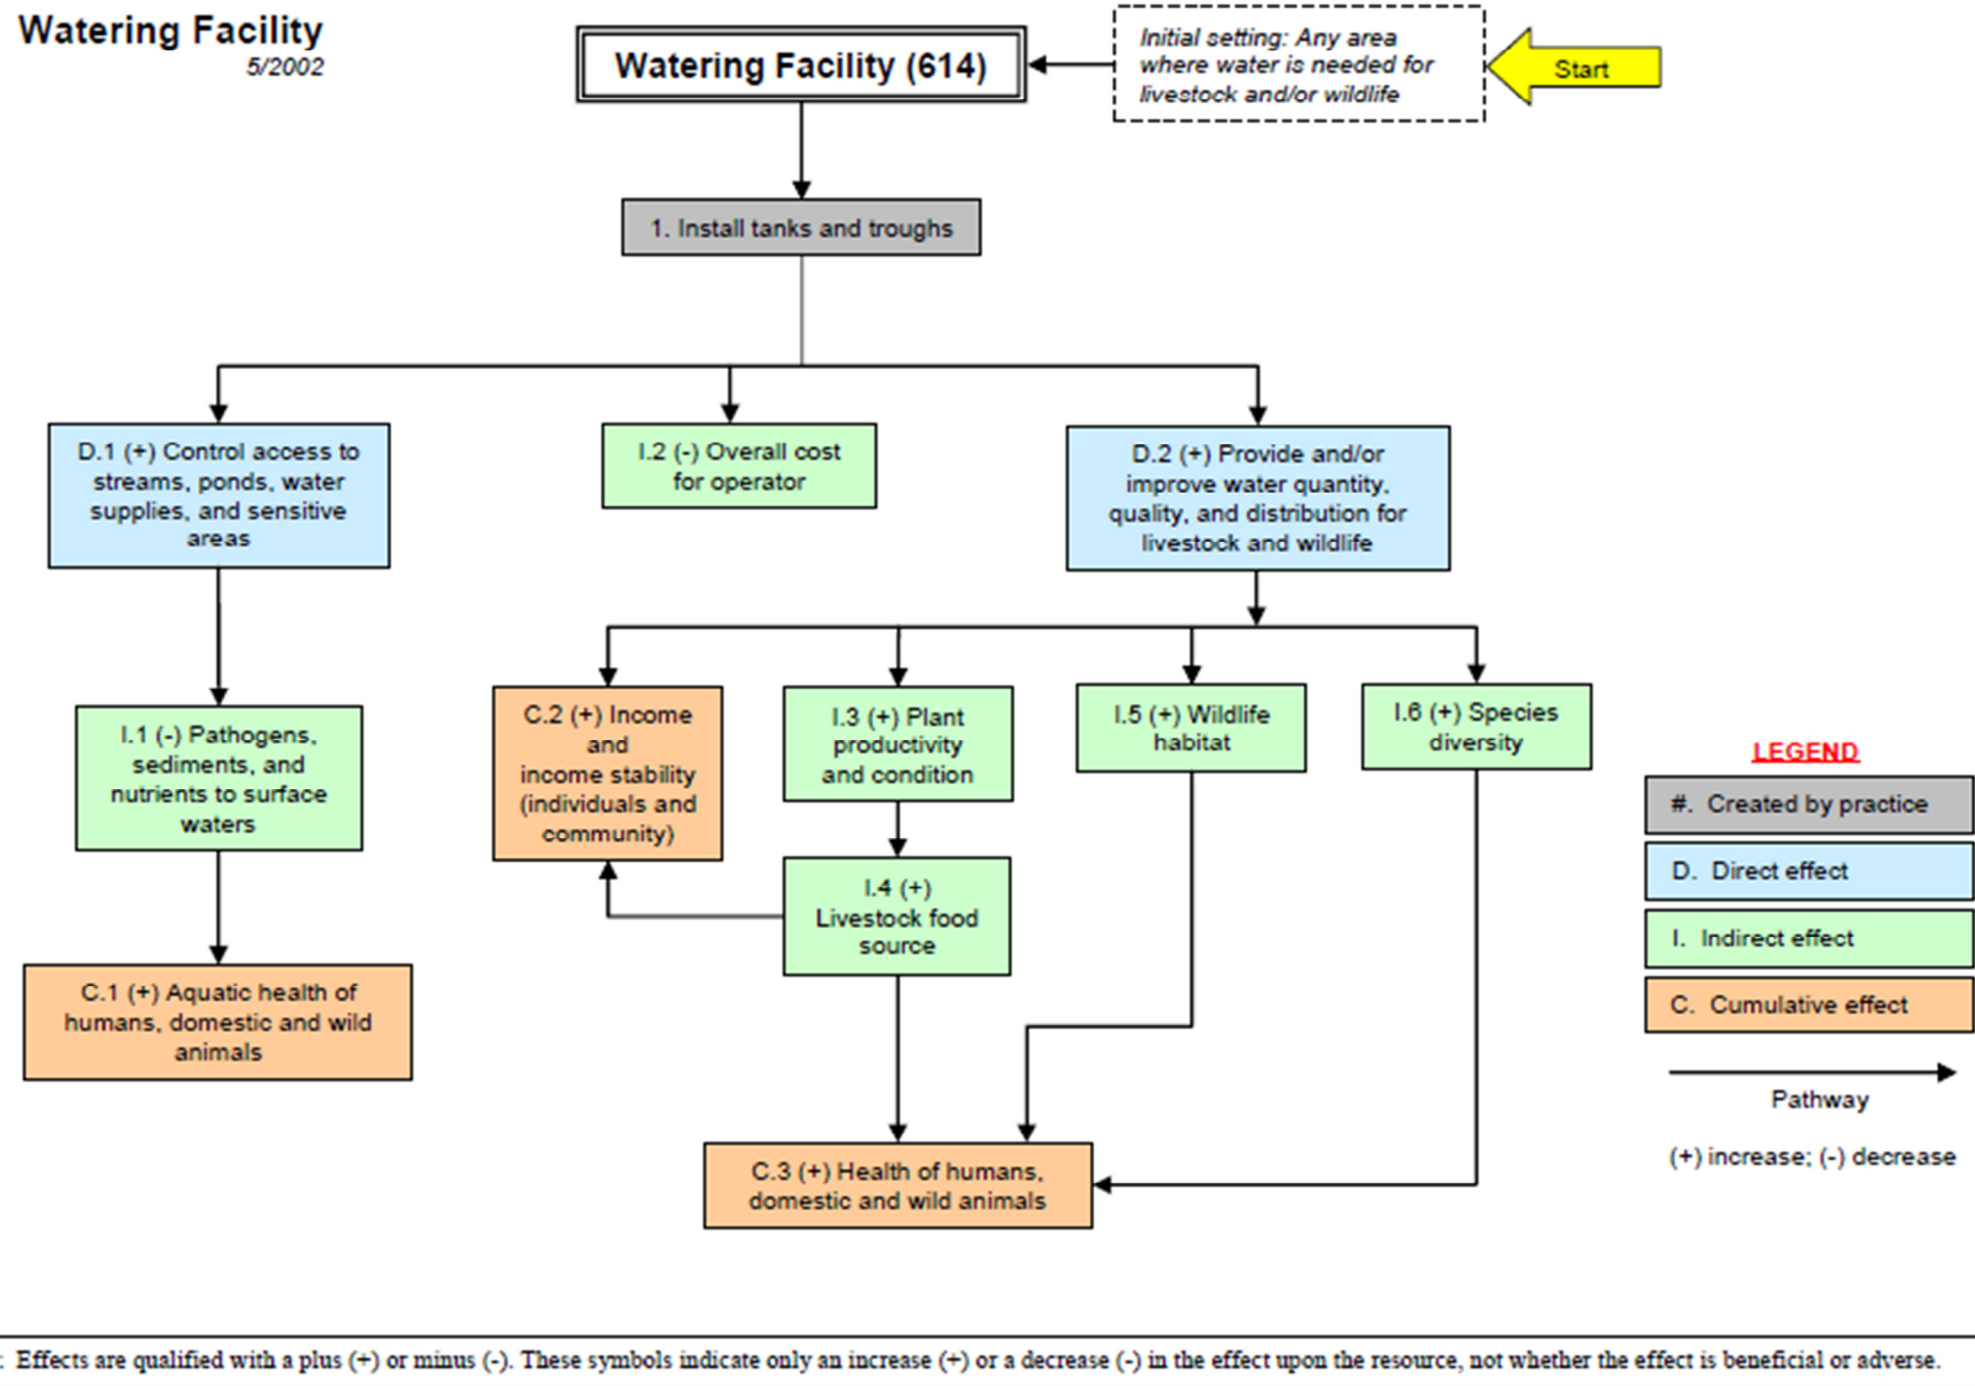 Watering Facility
5/2002
Watering Facility (614)
Initial setting: Any area
where water is needed for
livestock and/or wildlife
Start
1. Install tanks and troughs
D.1 (+) Control access to
streams, ponds, water
supplies, and sensitive
areas
I.2 (-) Overall cost
for operator
D.2 (+) Provide and/or
improve water quantity,
quality, and distribution for
livestock and wildlife
I.1 (-) Pathogens,
sediments, and
nutrients to surface
waters
C.2 (+) Income
and
income stability
(individuals and
community)
I.3 (+) Plant
productivity
and condition
I.5 (+) Wildlife
habitat
I.6 (+) Species
diversity
I.4 (+)
Livestock food
source
C.1 (+) Aquatic health of
humans, domestic and wild
animals
C.3 (+) Health of humans,
domestic and wild animals
LEGEND
#. Created by practice
D. Direct effect
I. Indirect effect
C. Cumulative effect
Pathway
(+) increase; (-) decrease
: Effects are qualified with a plus (+) or minus (-). These symbols indicate only an increase (+) or a decrease (-) in the effect upon the resource, not whether the effect is beneficial or adverse.